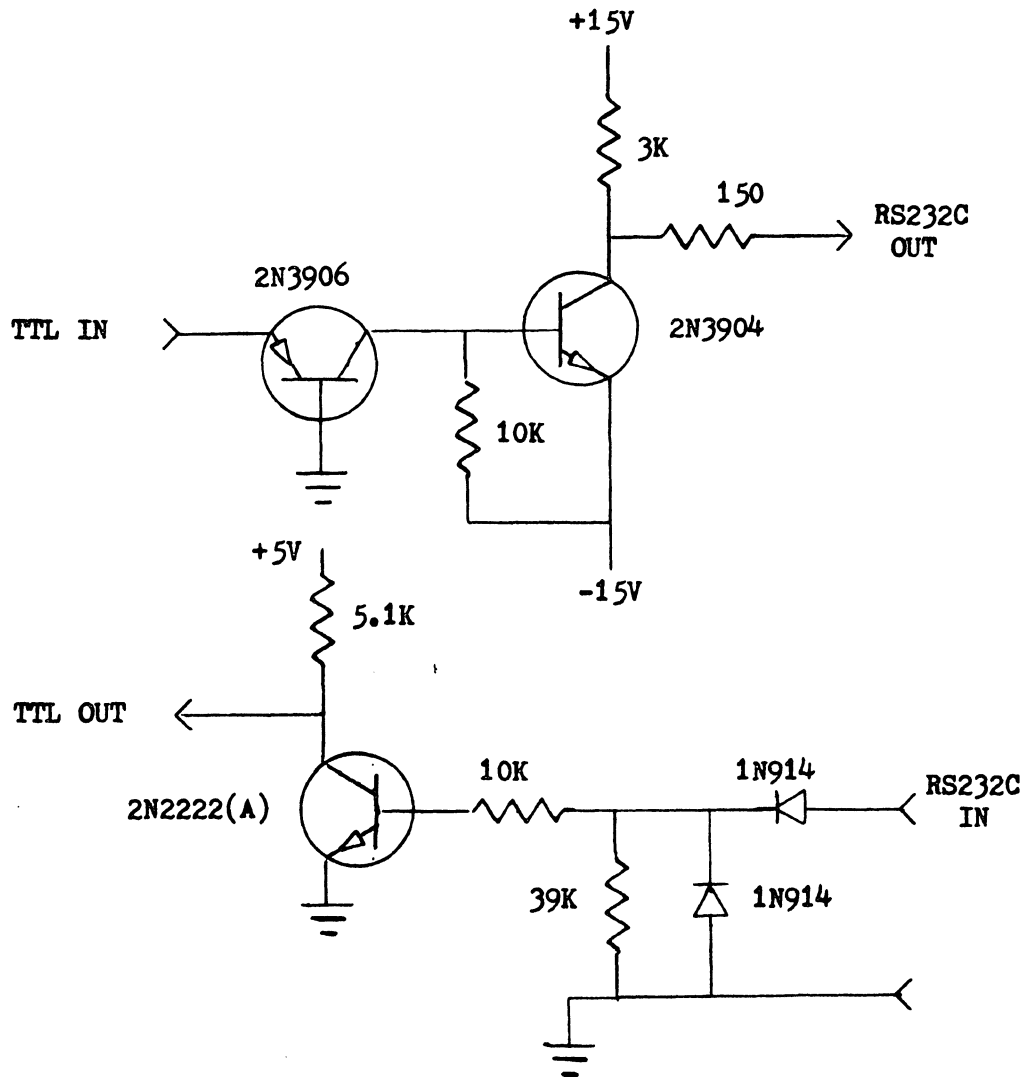 +15V
3K
150
RS232C
OUT
2N3906
TTL IN
2N3904
10K
-15V
+5V
5.1K
TTL OUT
10K
1N914
RS232C
IN
2N2222(A)
39K
1N914